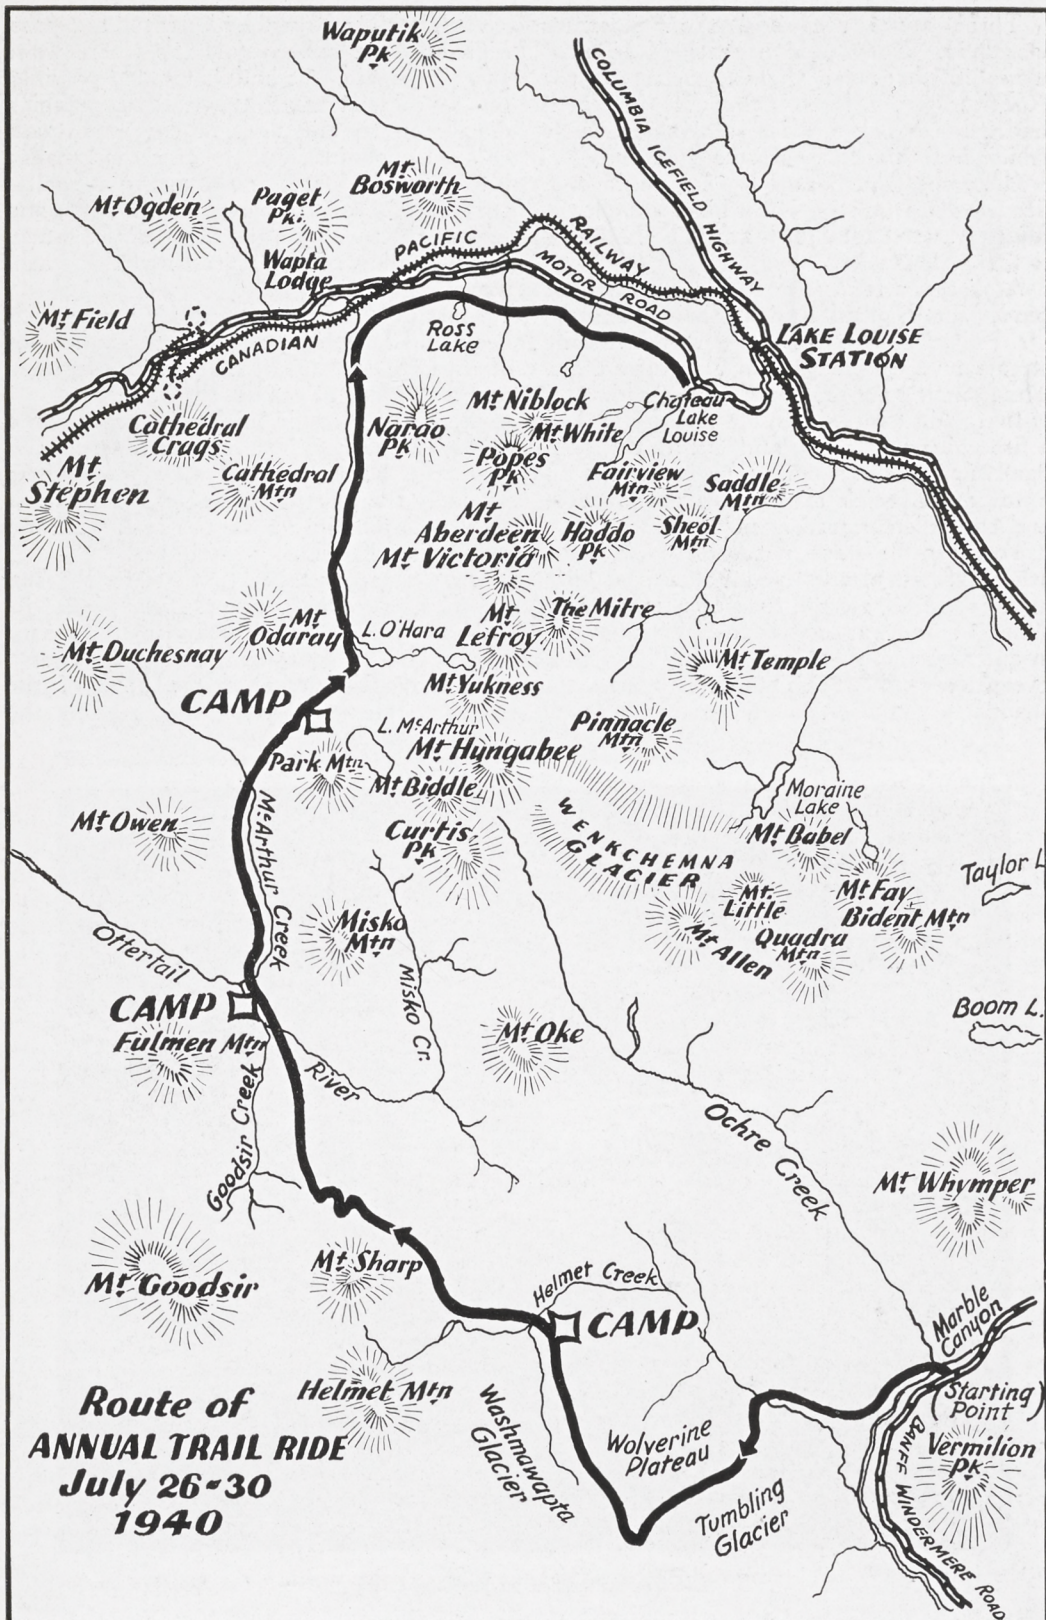 Waputik
Pk
COLUMBIA ICEFIELD HIGHWAY
Mt. Bosworth
Mt. Ogden
Paget
Pk.
PACIFIC
RAILWAY
MOTOR ROAD
Wapta
Lodge
Mt. Field
CANADIAN
Ross
Lake
LAKE LOUISE
STATION
Chateau
Lake
Louise
Mt. Niblock
Mt. White
Narao
Pk
Popes
Pk
Cathedral
Crags
Cathedral
Mtn
Mt
Stephen
Fairview
Mtn
Saddle
Mtn
Mt
Aberdeen
Haddo
Pk
Sheol
Mtn
Mt. Victoria
Mt
Odaray
L. O'Hara
Mt
Lefroy
The Mitre
Mt. Duchesnay
Mt. Temple
Mt. Yukness
CAMP
L. McArthur
Mt. Hungabee
Pinnacle
Mtn
Park Mtn
Mt. Biddle
Moraine
Lake
Mt. Owen
McArthur Creek
Curtis
Pk
WENKCHEMNA
GLACIER
Mt. Babel
Taylor L
Mt.
Little
Mt. Fay
Bident Mtn
Misko
Mtn
Mt. Allen
Quadra
Mtn
Ottertail
Misko Cr.
CAMP
Boom L.
Fulmen Mtn
Mt. Oke
River
Goodsir Creek
Ochre Creek
Mt. Whymper
Mt. Goodsir
Mt. Sharp
Helmet Creek
CAMP
Marble
Canyon
(Starting
Point)
Helmet Mtn
Washmawapta
Glacier
Wolverine
Plateau
Tumbling
Glacier
BANFF WINDERMERE ROAD
Vermilion
Pk
Route of
ANNUAL TRAIL RIDE
July 26-30
1940